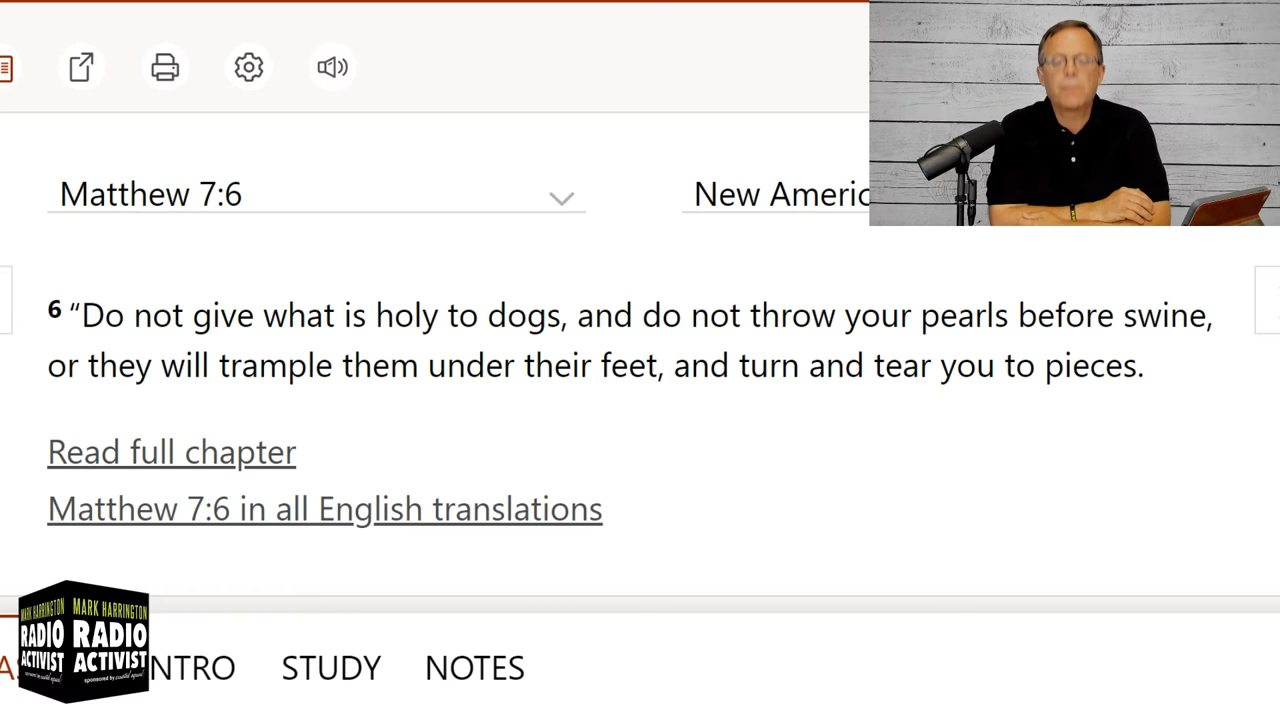 Matthew 7:6
New Americ
6 “Do not give what is holy to dogs, and do not throw your pearls before swine,
or they will trample them under their feet, and turn and tear you to pieces.
Read full chapter
Matthew 7:6 in all English translations
MARK HARRINGTON
RADIO
ACTIVIST
MARK HARRINGTON
RADIO
ACTIVIST
sponsored by
NTRO
STUDY
NOTES